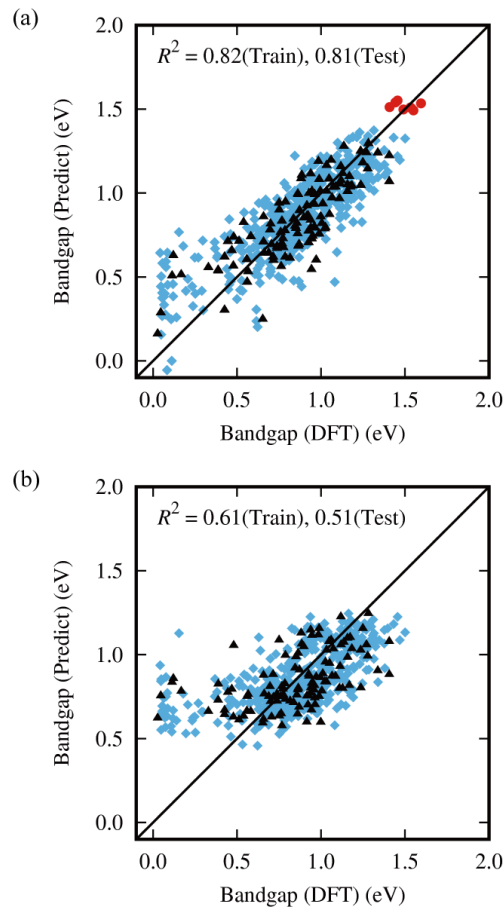 (a)
2.0
R² = 0.82(Train), 0.81(Test)
1.5
1.0
0.5
0.0
Bandgap (Predict) (eV)
0.0 0.5 1.0 1.5 2.0
Bandgap (DFT) (eV)
(b)
2.0
R² = 0.61(Train), 0.51(Test)
1.5
1.0
0.5
0.0
Bandgap (Predict) (eV)
0.0 0.5 1.0 1.5 2.0
Bandgap (DFT) (eV)